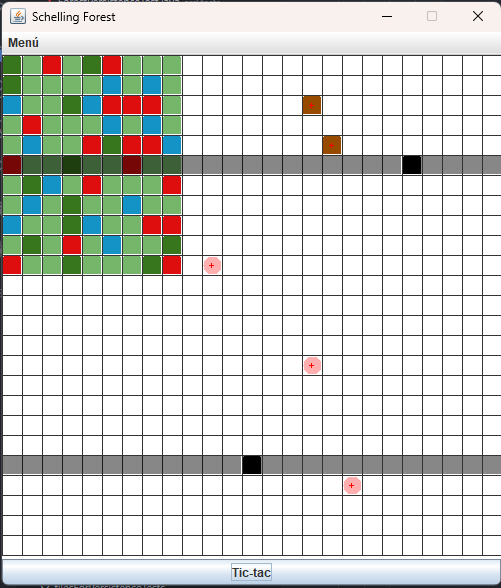 Schelling Forest
Menú
+
+
+
Tic-tac